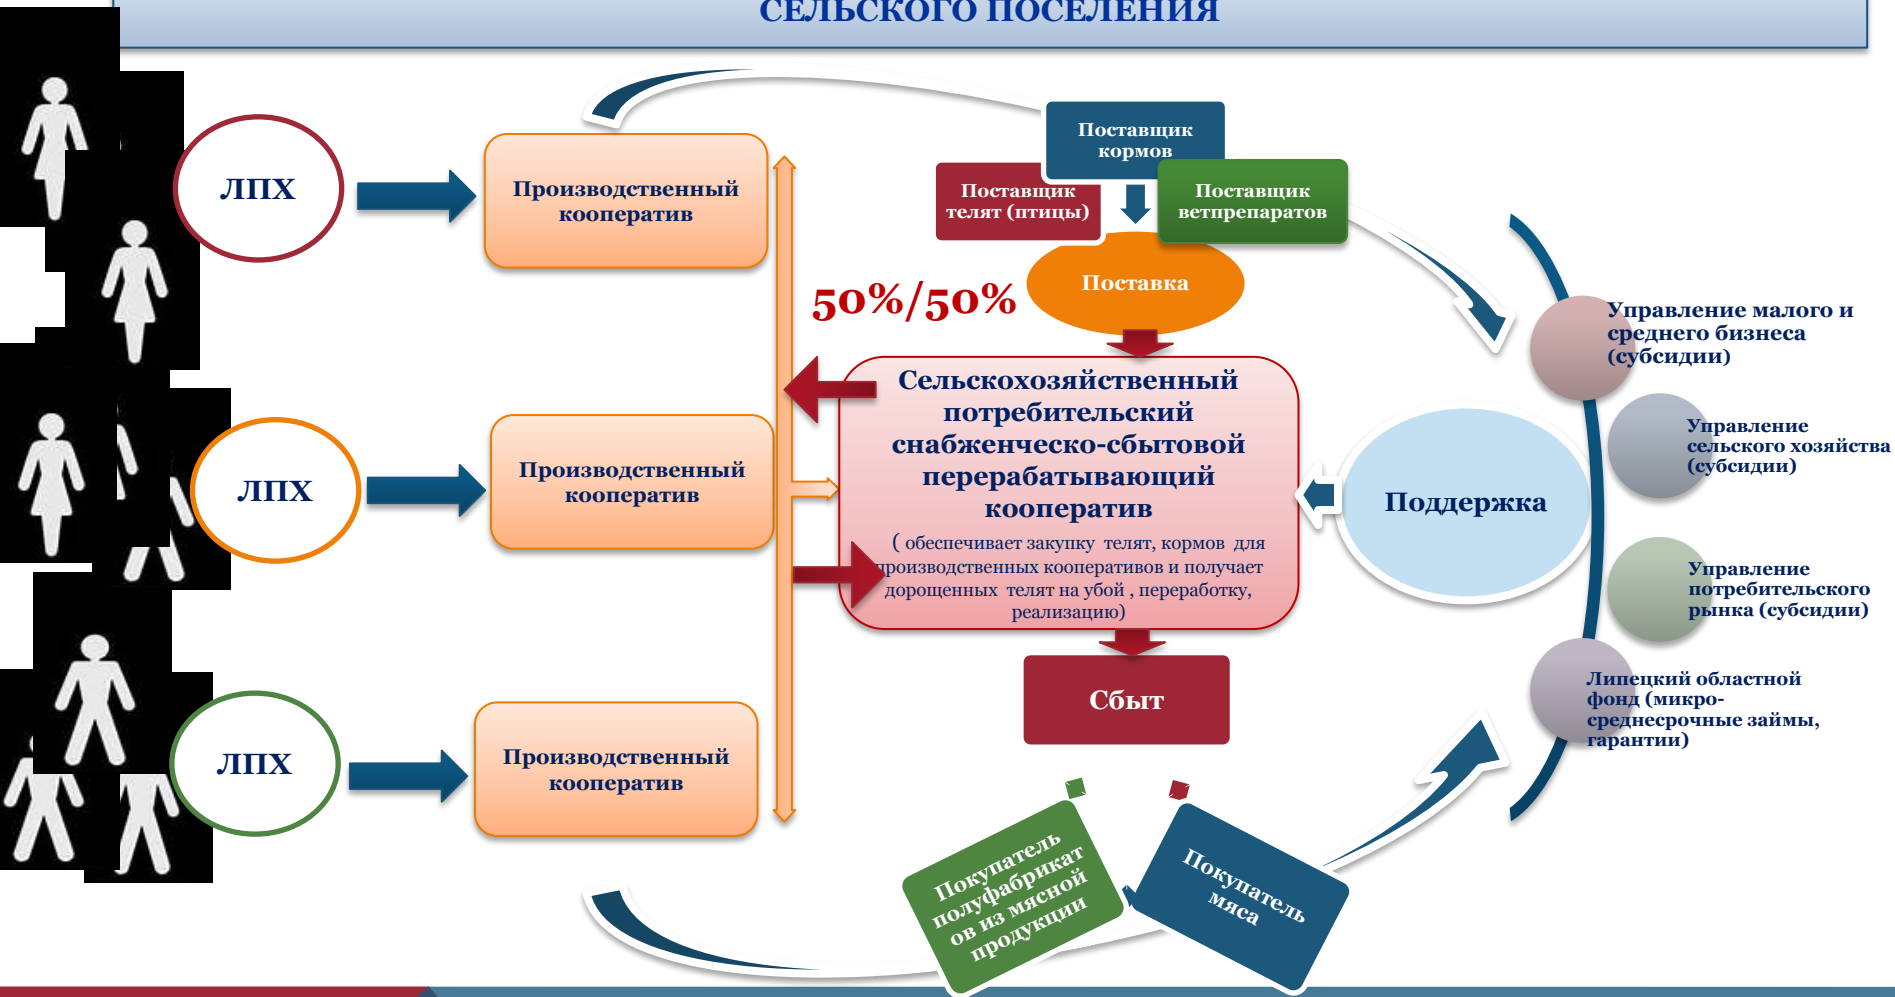 СЕЛЬСКОГО ПОСЕЛЕНИЯ
ЛПХ
Производственный
кооператив
Поставщик
кормов
Поставщик
телят (птицы)
Поставщик
ветпрепаратов
Поставка
50%/50%
ЛПХ
Производственный
кооператив
Сельскохозяйственный
потребительский
снабженческо-сбытовой
перерабатывающий
кооператив
( обеспечивает закупку телят, кормов для
производственных кооперативов и получает
дорощенных телят на убой , переработку,
реализацию)
Поддержка
Управление малого и
среднего бизнеса
(субсидии)
Управление
сельского хозяйства
(субсидии)
Управление
потребительского
рынка (субсидии)
Липецкий областной
фонд (микро-
среднесрочные займы,
гарантии)
ЛПХ
Производственный
кооператив
Сбыт
Покупатель
полуфабрикат
ов из мясной
продукции
Покупатель
мяса